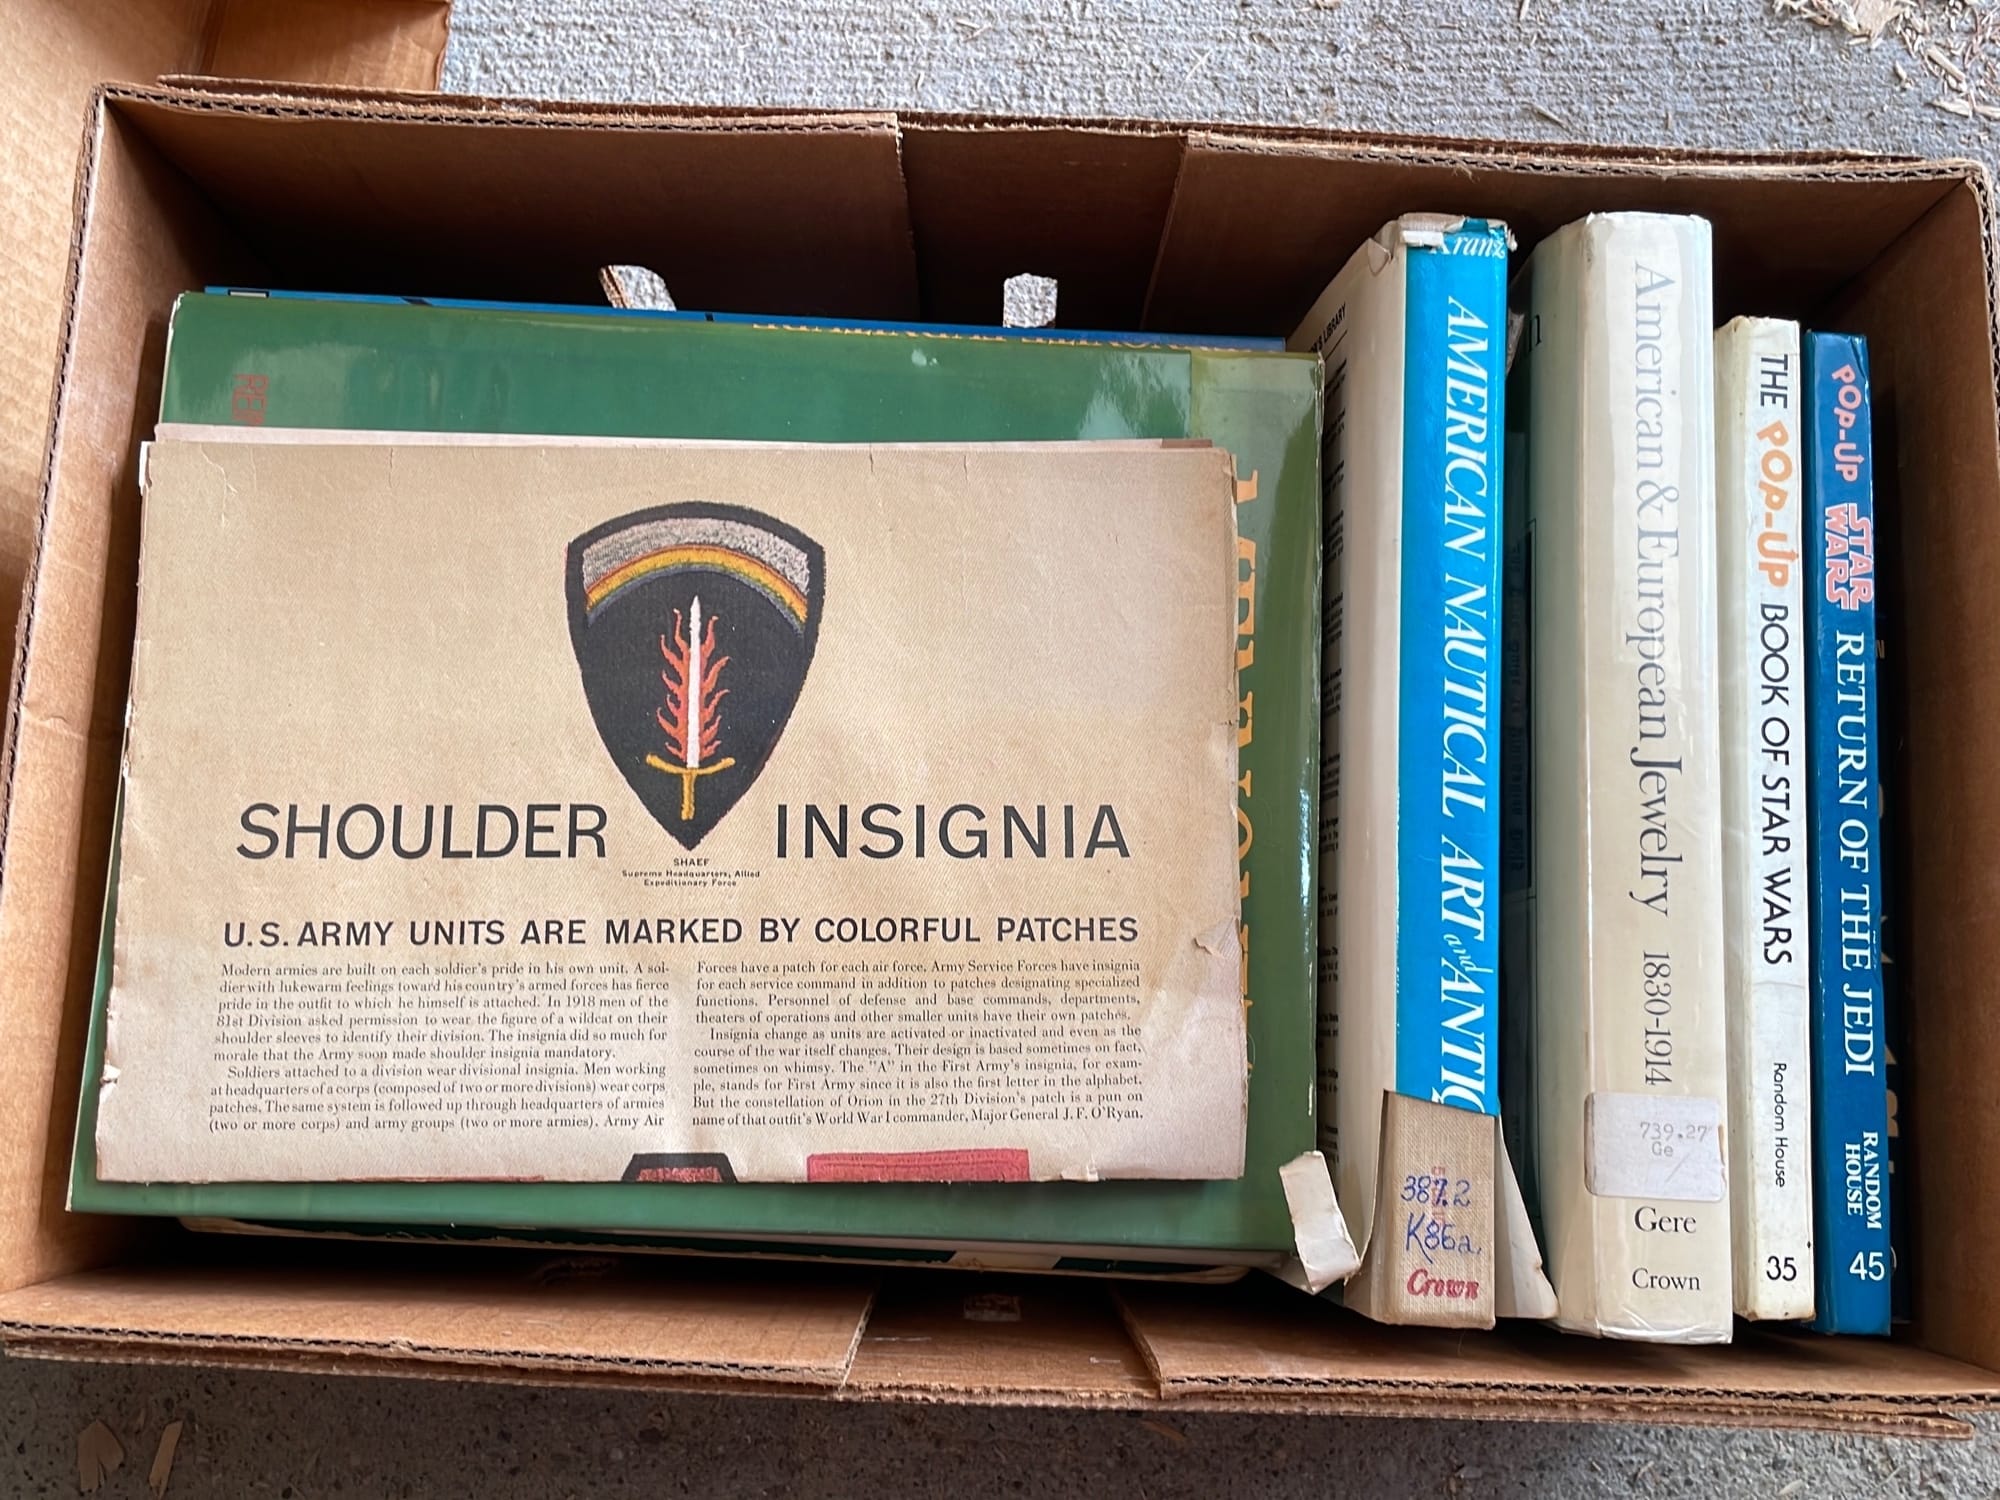 SHOULDER INSIGNIA
SHAEF
Supreme Headquarters, Allied
Expeditionary Force
U.S. ARMY UNITS ARE MARKED BY COLORFUL PATCHES
Modern armies are built on each soldier's pride in his own unit. A sol-
dier with lukewarm feelings toward his country's armed forces has fierce
pride in the outfit to which he himself is attached. In 1918 men of the
81st Division asked permission to wear the figure of a wildcat on their
shoulder sleeves to identify their division. The insignia did so much for
morale that the Army soon made shoulder insignia mandatory.
Soldiers attached to a division wear divisional insignia. Men working
at headquarters of a corps (composed of two or more divisions) wear corps
patches. The same system is followed up through headquarters of armies
(two or more corps) and army groups (two or more armies). Army Air
Forces have a patch for each air force. Army Service Forces have insignia
for each service command in addition to patches designating specialized
functions. Personnel of defense and base commands, departments,
theaters of operations and other smaller units have their own patches.
Insignia change as units are activated or inactivated and even as the
course of the war itself changes. Their design is based sometimes on fact,
sometimes on whimsy. The "A" in the First Army's insignia, for exam-
ple, stands for First Army since it is also the first letter in the alphabet.
But the constellation of Orion in the 27th Division's patch is a pun on
name of that outfit's World War I commander, Major General J. F. O'Ryan.
LIBRARY
Kranz
AMERICAN NAUTICAL ART and ANTIQ
387.2
K86a
Crown
American & European Jewelry 1830-1914
739.27
Ge
Gere
Crown
THE POP-UP BOOK OF STAR WARS
Random House
35
POP-UP STAR WARS RETURN OF THE JEDI
RANDOM HOUSE
45